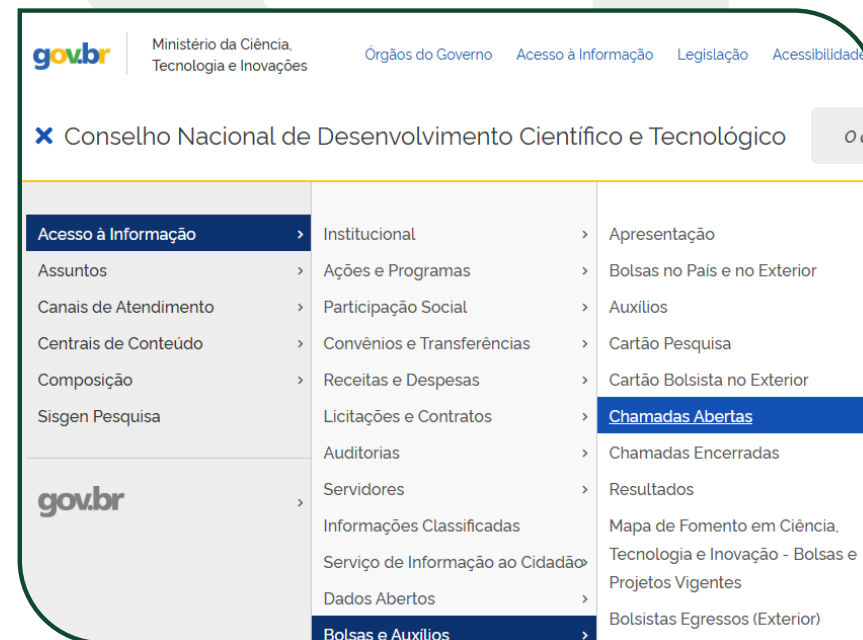 gov.br
Ministério da Ciência,
Tecnologia e Inovações
Órgãos do Governo
Acesso à Informação
Legislação
Acessibilidade
Conselho Nacional de Desenvolvimento Científico e Tecnológico
Acesso à Informação
Assuntos
Canais de Atendimento
Centrais de Conteúdo
Composição
Sisgen Pesquisa
gov.br
Institucional
Ações e Programas
Participação Social
Convênios e Transferências
Receitas e Despesas
Licitações e Contratos
Auditorias
Servidores
Informações Classificadas
Serviço de Informação ao Cidadão
Dados Abertos
Bolsas e Auxílios
Apresentação
Bolsas no País e no Exterior
Auxílios
Cartão Pesquisa
Cartão Bolsista no Exterior
Chamadas Abertas
Chamadas Encerradas
Resultados
Mapa de Fomento em Ciência,
Tecnologia e Inovação - Bolsas e
Projetos Vigentes
Bolsistas Egressos (Exterior)